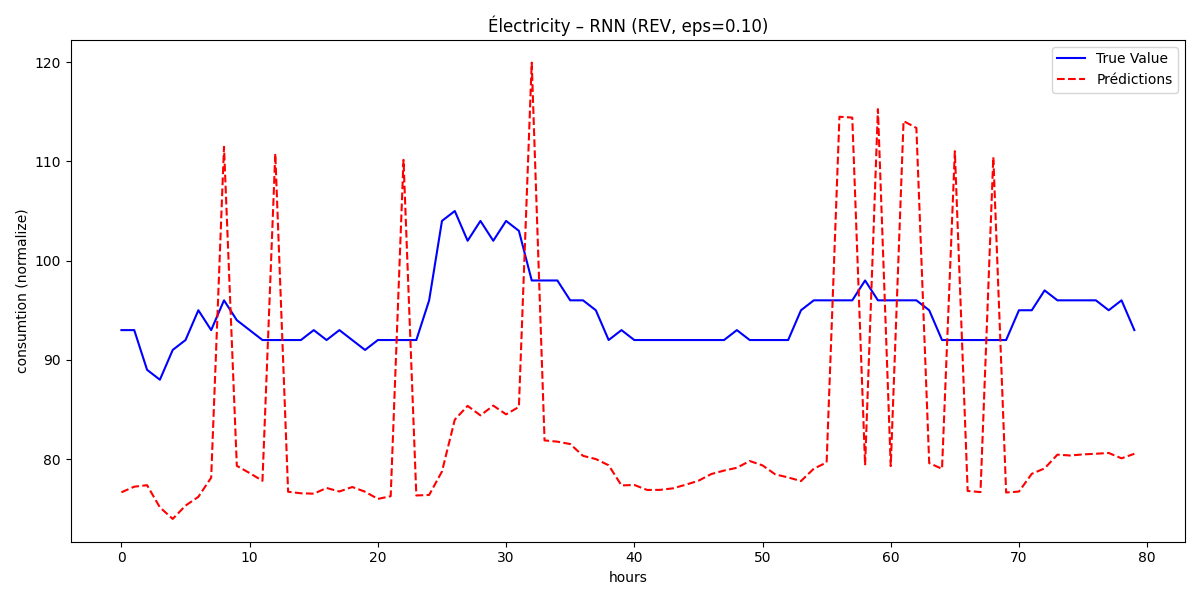 Électricity – RNN (REV, eps=0.10)
True Value
Prédictions
consumtion (normalize)
120
110
100
90
80
0 10 20 30 40 50 60 70 80
hours